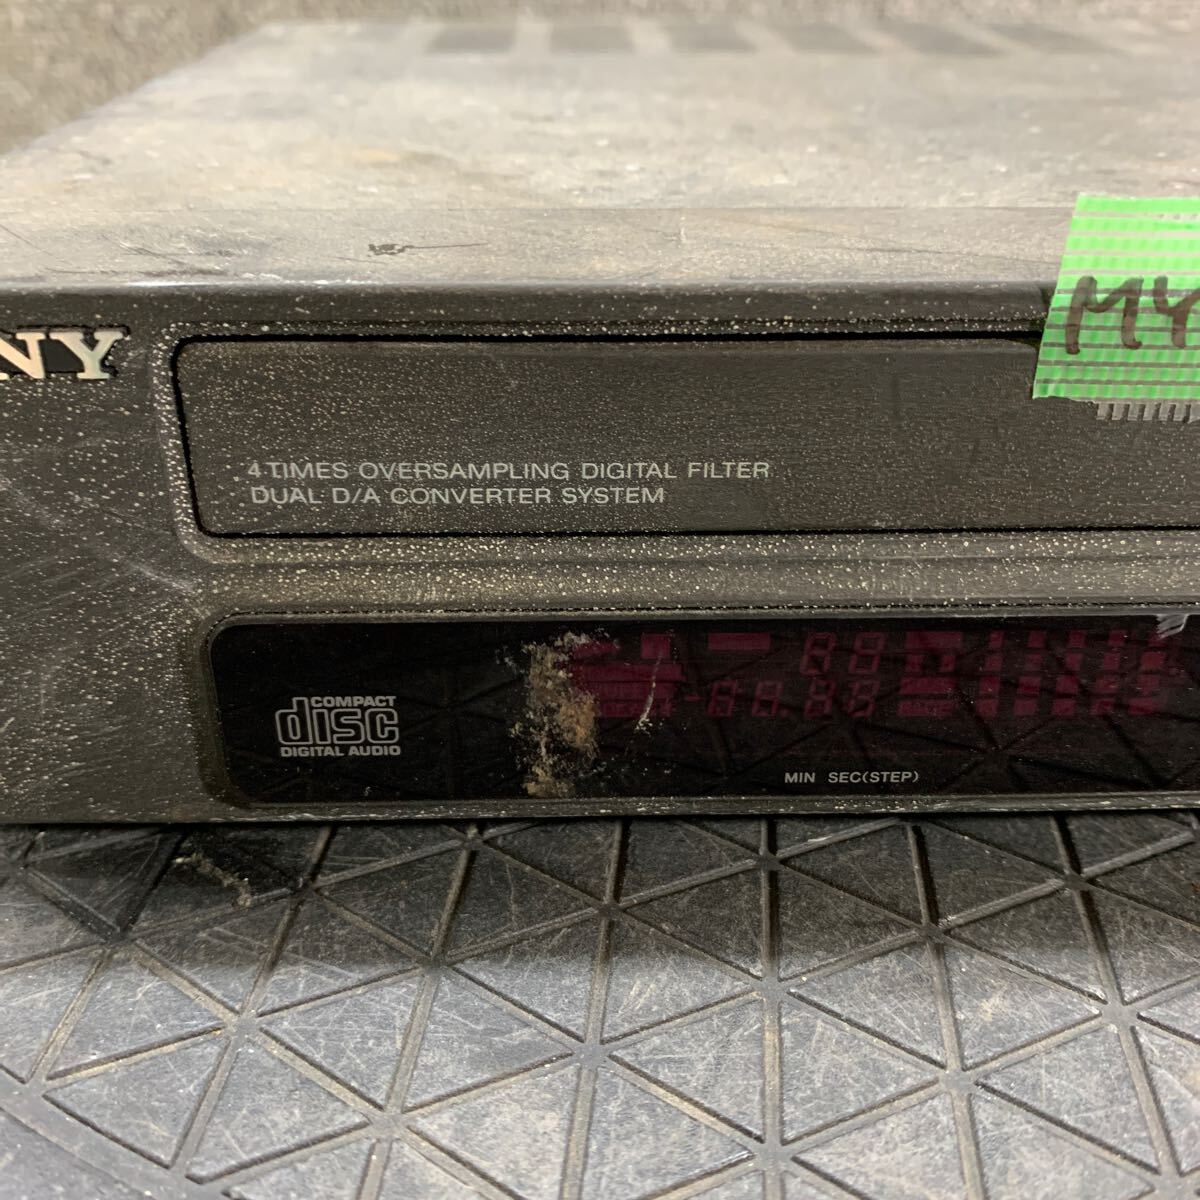 NY
4 TIMES OVERSAMPLING DIGITAL FILTER
DUAL D/A CONVERTER SYSTEM
M4
COMPACT
disc
DIGITAL AUDIO
MIN SEC(STEP)